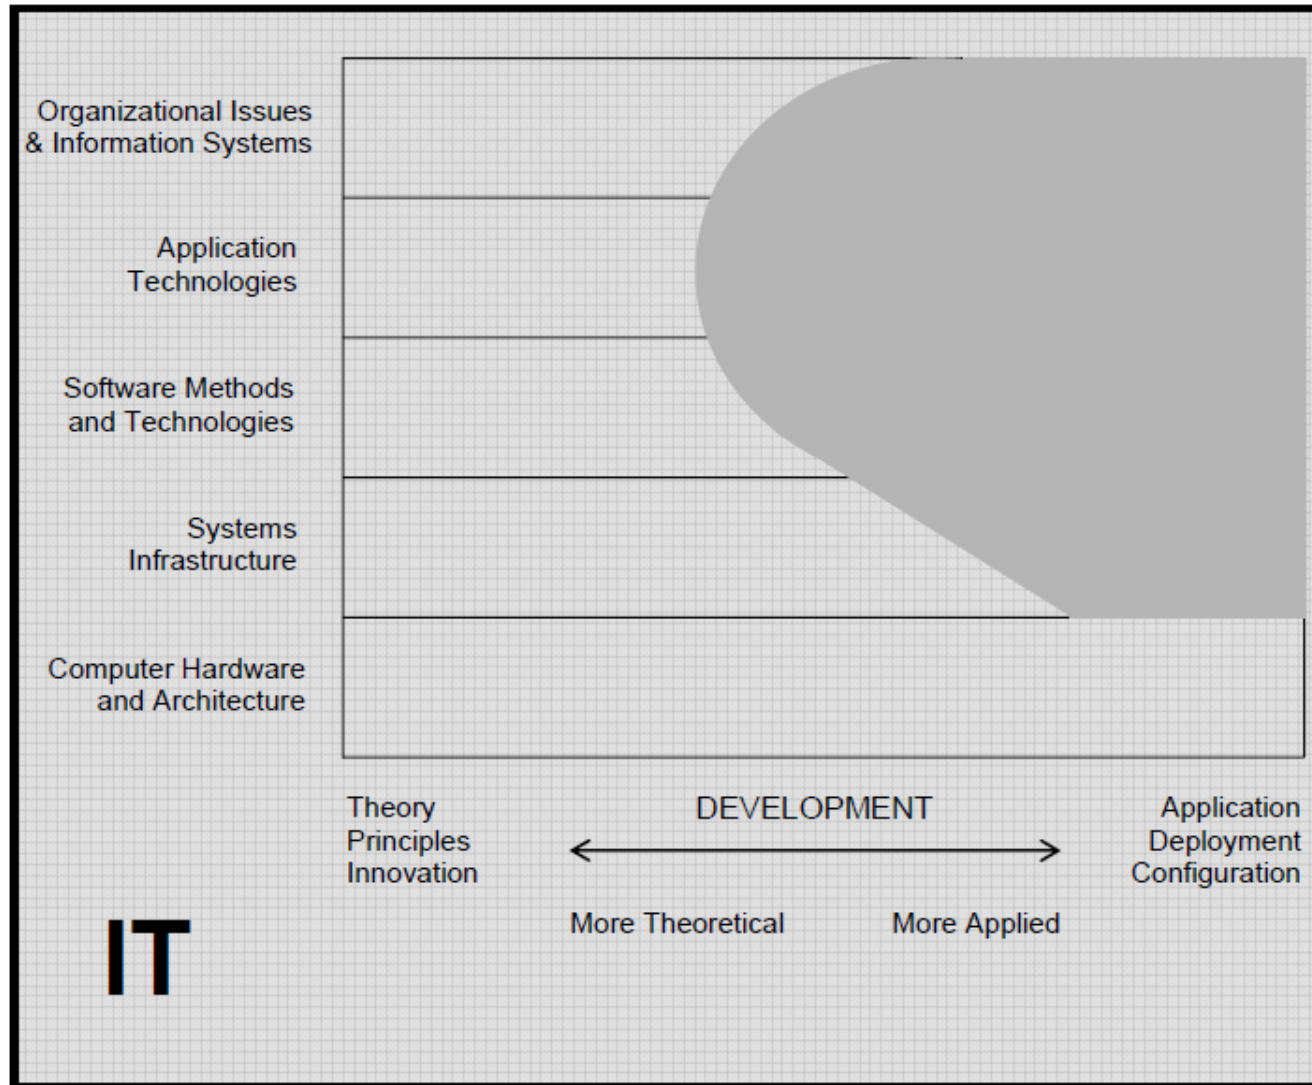 Organizational Issues
& Information Systems
Application
Technologies
Software Methods
and Technologies
Systems
Infrastructure
Computer Hardware
and Architecture
Theory
Principles
Innovation
DEVELOPMENT
Application
Deployment
Configuration
More Theoretical
More Applied
IT